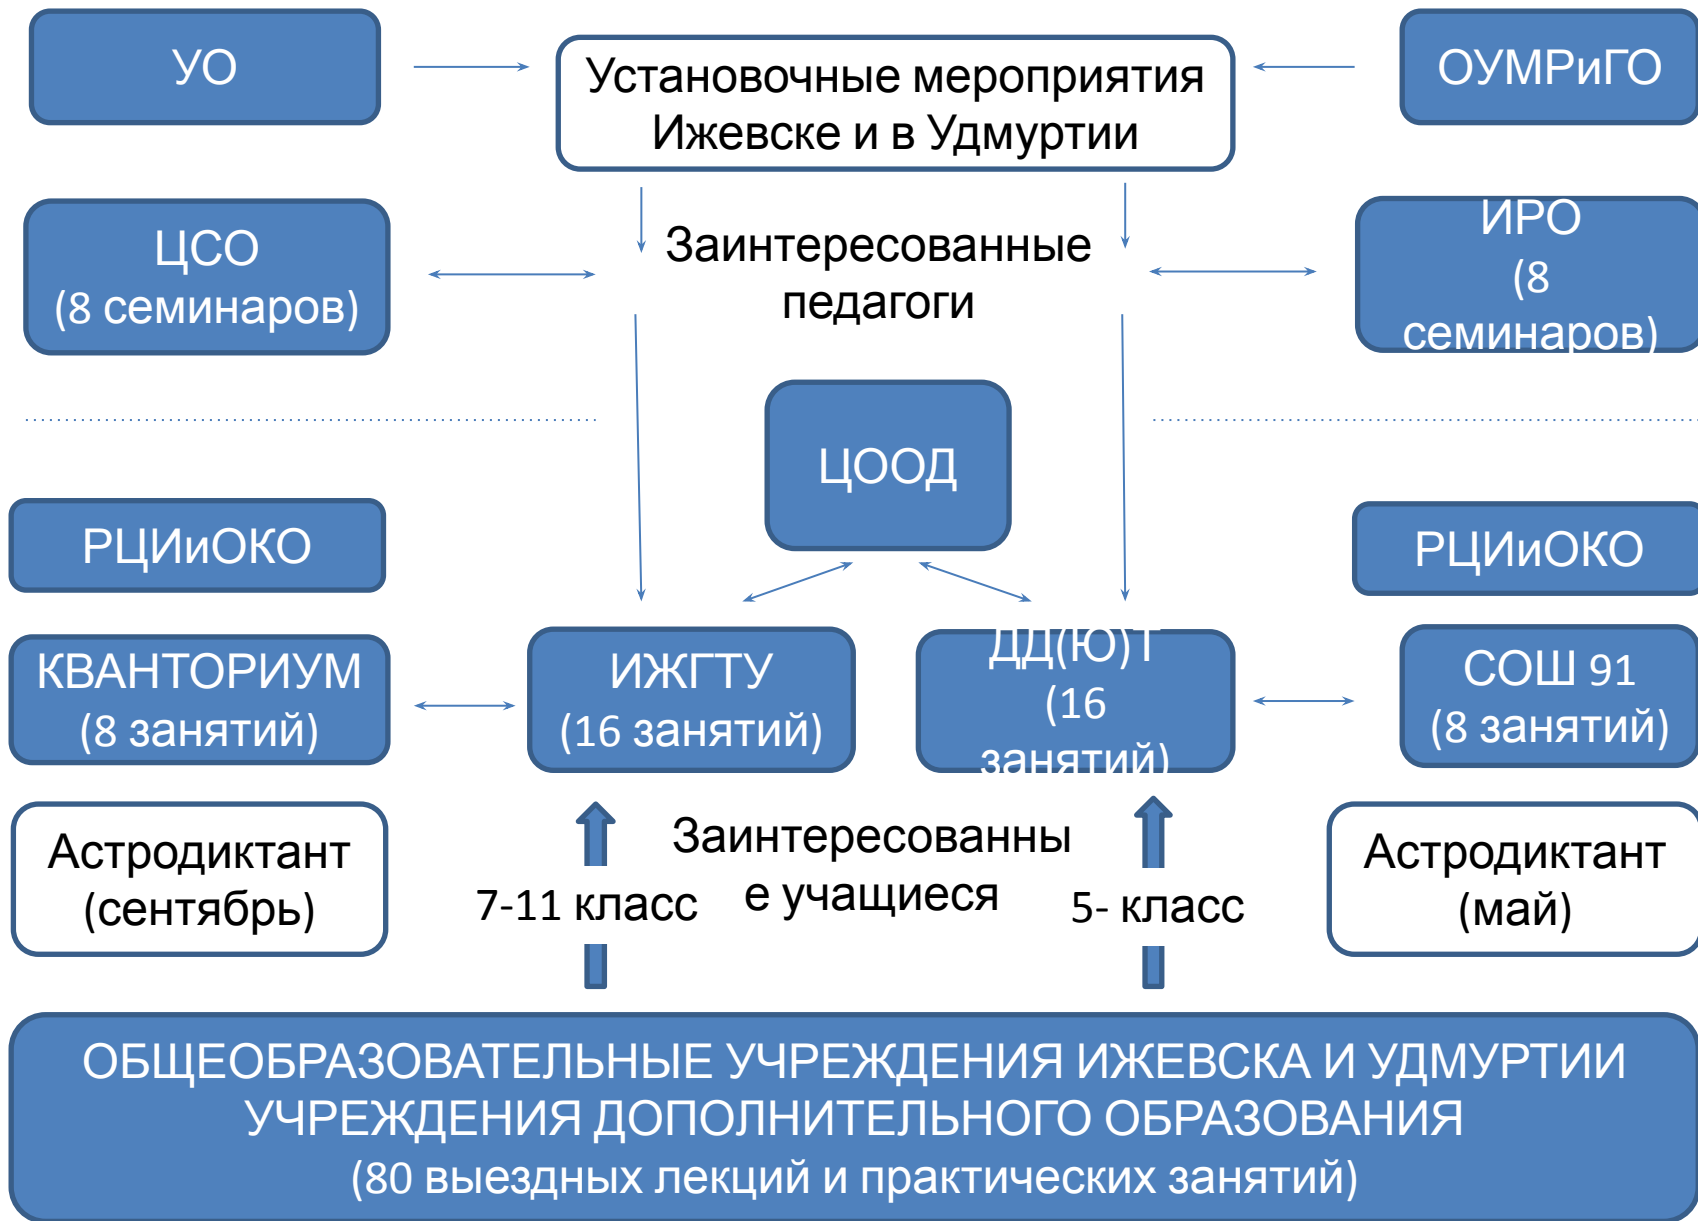 УО
Установочные мероприятия
Ижевске и в Удмуртии
ОУМРиГО
ЦСО
(8 семинаров)
Заинтересованные
педагоги
ИРО
(8
семинаров)
ЦООД
РЦИиОКО
РЦИиОКО
КВАНТОРИУМ
(8 занятий)
ИЖГТУ
(16 занятий)
ДД(Ю)Т
(16
занятий)
СОШ 91
(8 занятий)
Астродиктант
(сентябрь)
7-11 класс
Заинтересованны
е учащиеся
5- класс
Астродиктант
(май)
ОБЩЕОБРАЗОВАТЕЛЬНЫЕ УЧРЕЖДЕНИЯ ИЖЕВСКА И УДМУРТИИ
УЧРЕЖДЕНИЯ ДОПОЛНИТЕЛЬНОГО ОБРАЗОВАНИЯ
(80 выездных лекций и практических занятий)